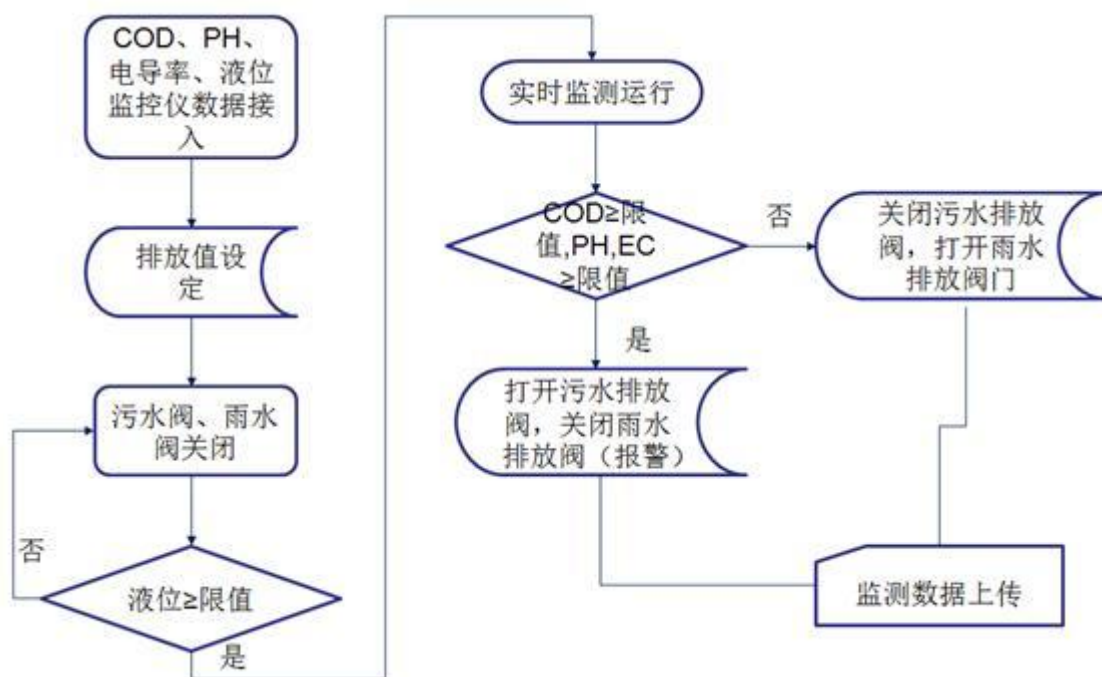 COD、PH、
电导率、液位
监控仪数据接
入
排放值设
定
污水阀、雨水
阀关闭
否
液位≥限值
是
实时监测运行
COD≥限
值,PH,EC
≥限值
否
关闭污水排放
阀，打开雨水
排放阀门
是
打开污水排放
阀，关闭雨水
排放阀（报警）
监测数据上传